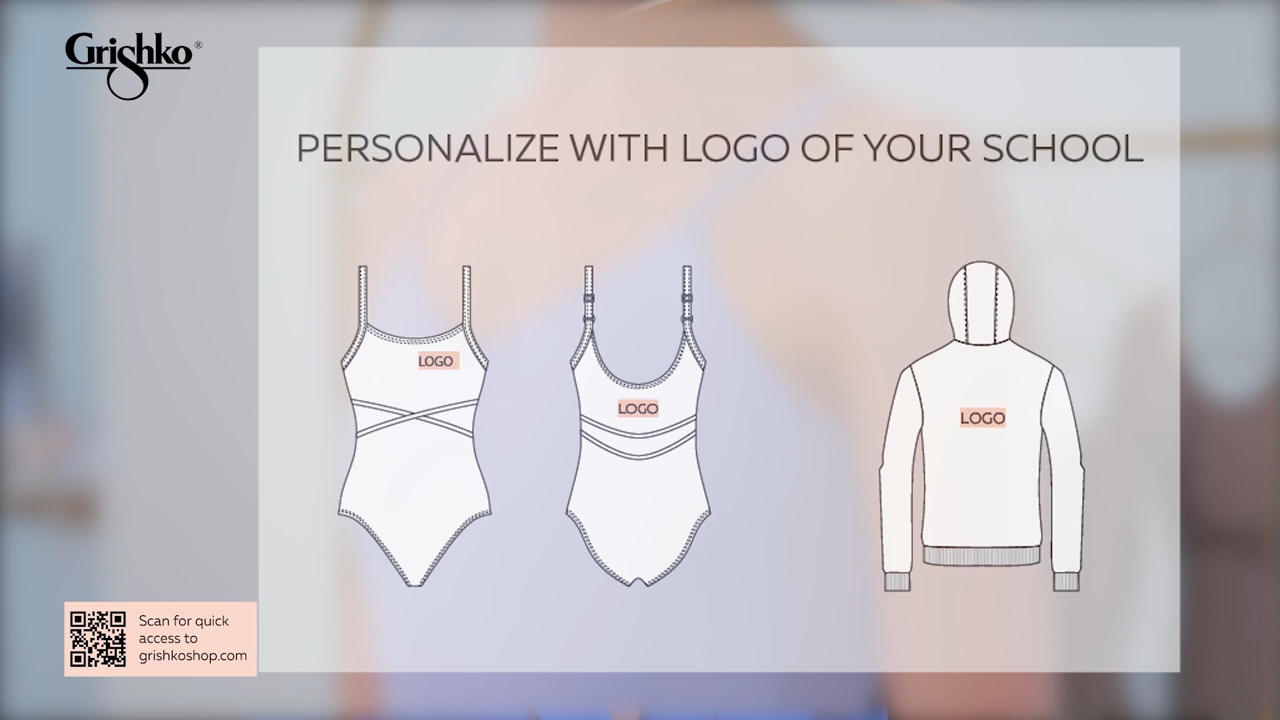 Grishko®
PERSONALIZE WITH LOGO OF YOUR SCHOOL
LOGO
LOGO
LOGO
Scan for quick
access to
grishkoshop.com